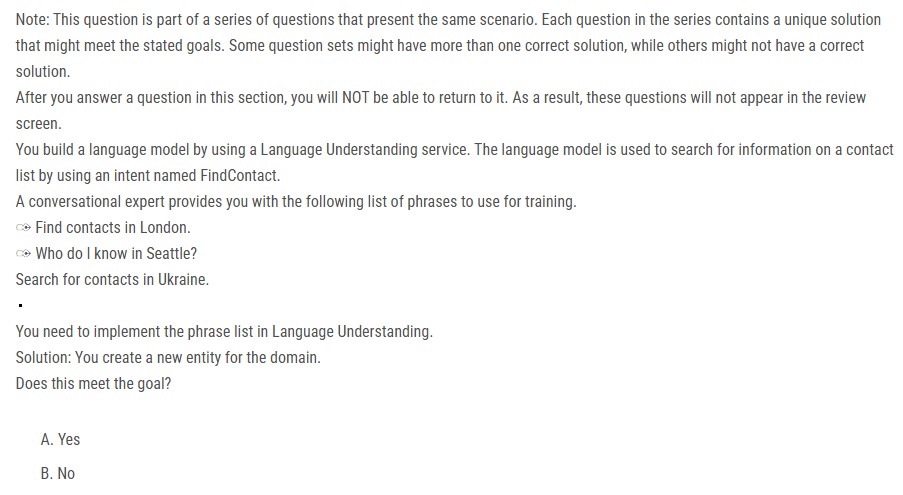 Note: This question is part of a series of questions that present the same scenario. Each question in the series contains a unique solution
that might meet the stated goals. Some question sets might have more than one correct solution, while others might not have a correct
solution.
After you answer a question in this section, you will NOT be able to return to it. As a result, these questions will not appear in the review
screen.
You build a language model by using a Language Understanding service. The language model is used to search for information on a contact
list by using an intent named FindContact.
A conversational expert provides you with the following list of phrases to use for training.
Find contacts in London.
Who do I know in Seattle?
Search for contacts in Ukraine.
You need to implement the phrase list in Language Understanding.
Solution: You create a new entity for the domain.
Does this meet the goal?
A. Yes
B. No